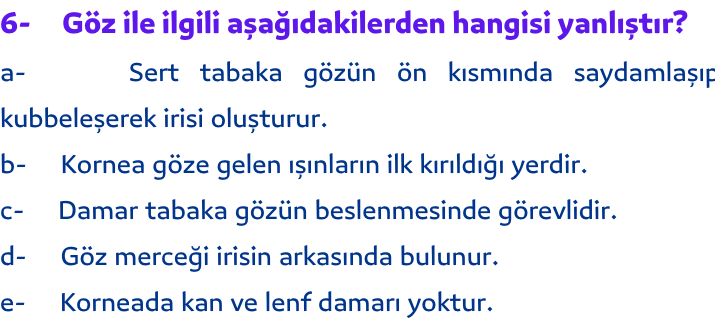 6- Göz ile ilgili aşağıdakilerden hangisi yanlıştır?
a- Sert tabaka gözün ön kısmında saydamlaşıp
kubbeleşerek irisi oluşturur.
b- Kornea göze gelen ışınların ilk kırıldığı yerdir.
c- Damar tabaka gözün beslenmesinde görevlidir.
d- Göz merceği irisin arkasında bulunur.
e- Korneada kan ve lenf damarı yoktur.